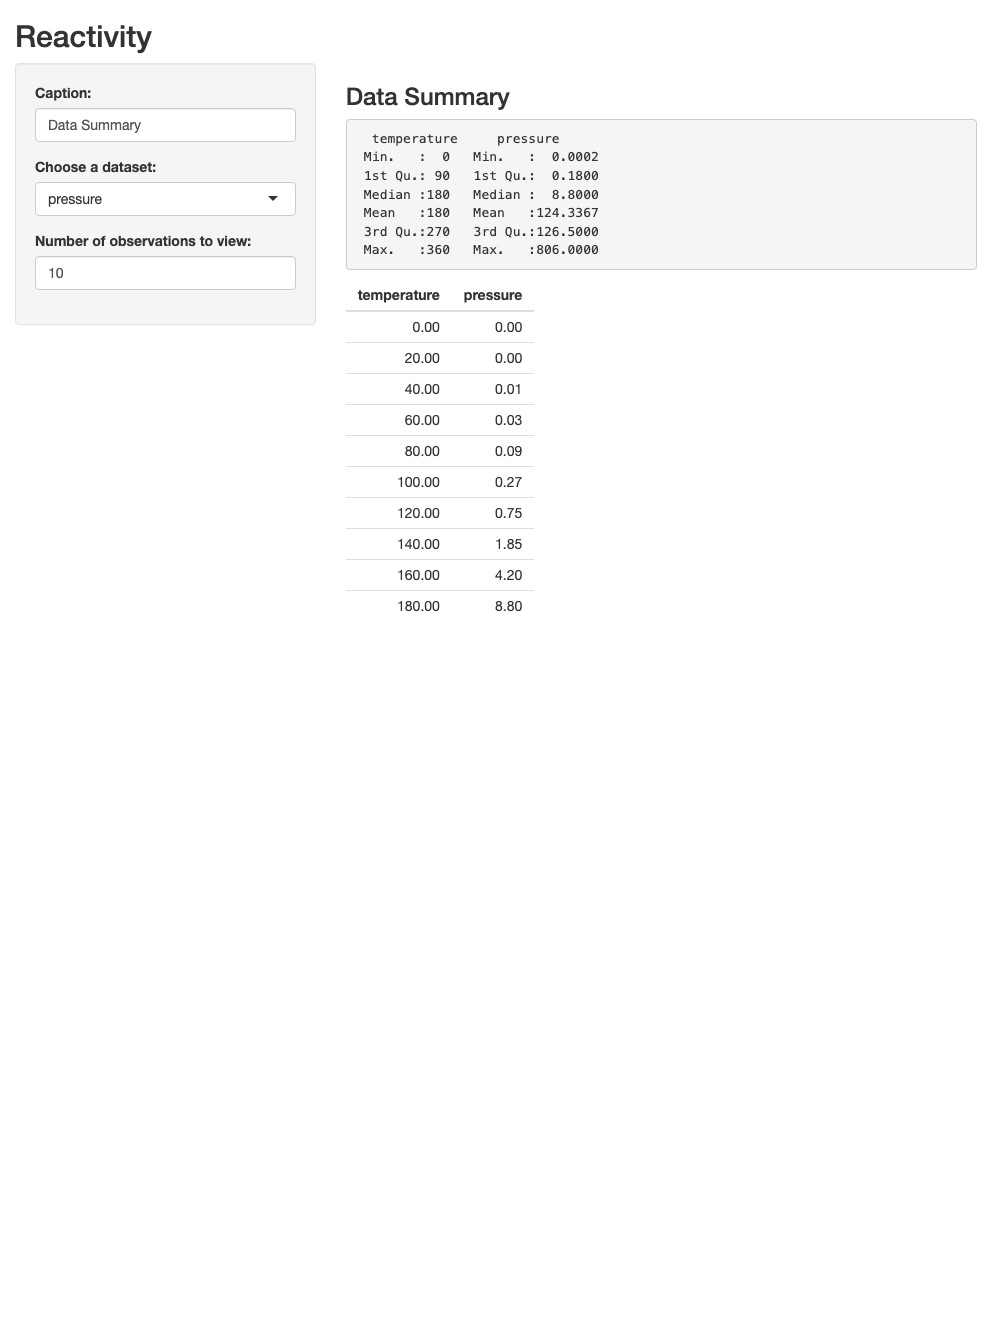 Reactivity
Caption:
Data Summary
Choose a dataset:
pressure
Number of observations to view:
10
Data Summary
temperature pressure
Min. : 0 Min. : 0.0002
1st Qu.: 90 1st Qu.: 0.1800
Median :180 Median : 8.8000
Mean :180 Mean :124.3367
3rd Qu.:270 3rd Qu.:126.5000
Max. :360 Max. :806.0000
temperature pressure
0.00 0.00
20.00 0.00
40.00 0.01
60.00 0.03
80.00 0.09
100.00 0.27
120.00 0.75
140.00 1.85
160.00 4.20
180.00 8.80